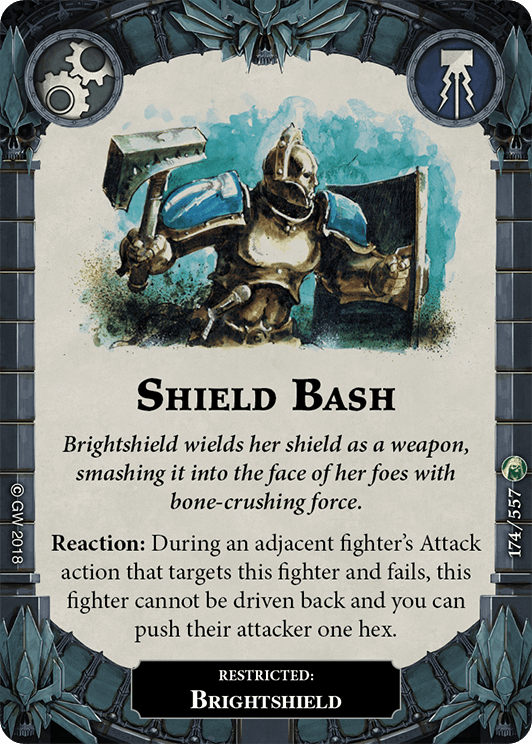 Shield Bash
Brightshield wields her shield as a weapon,
smashing it into the face of her foes with
bone-crushing force.
Reaction: During an adjacent fighter’s Attack
action that targets this fighter and fails, this
fighter cannot be driven back and you can
push their attacker one hex.
RESTRICTED:
Brightshield
© GW 2018
174/557